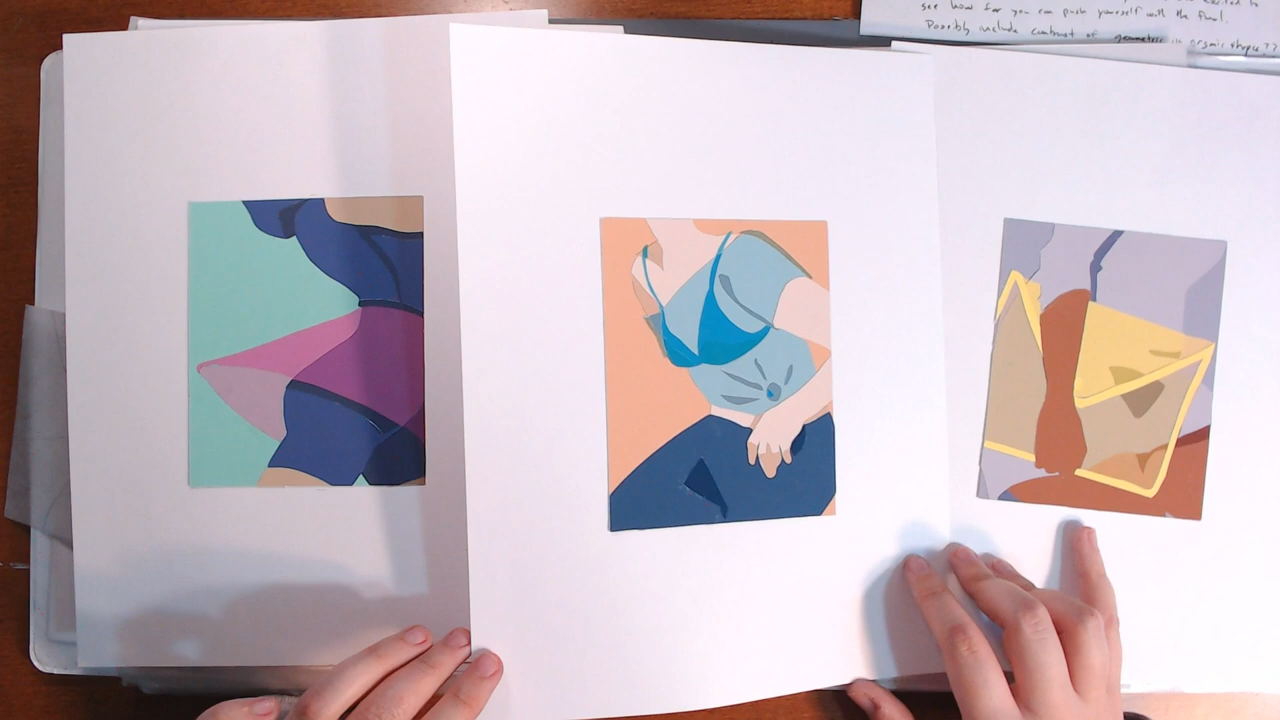 see how far you can push yourself with the final.
Possibly include contrast of geometric vs organic shapes??